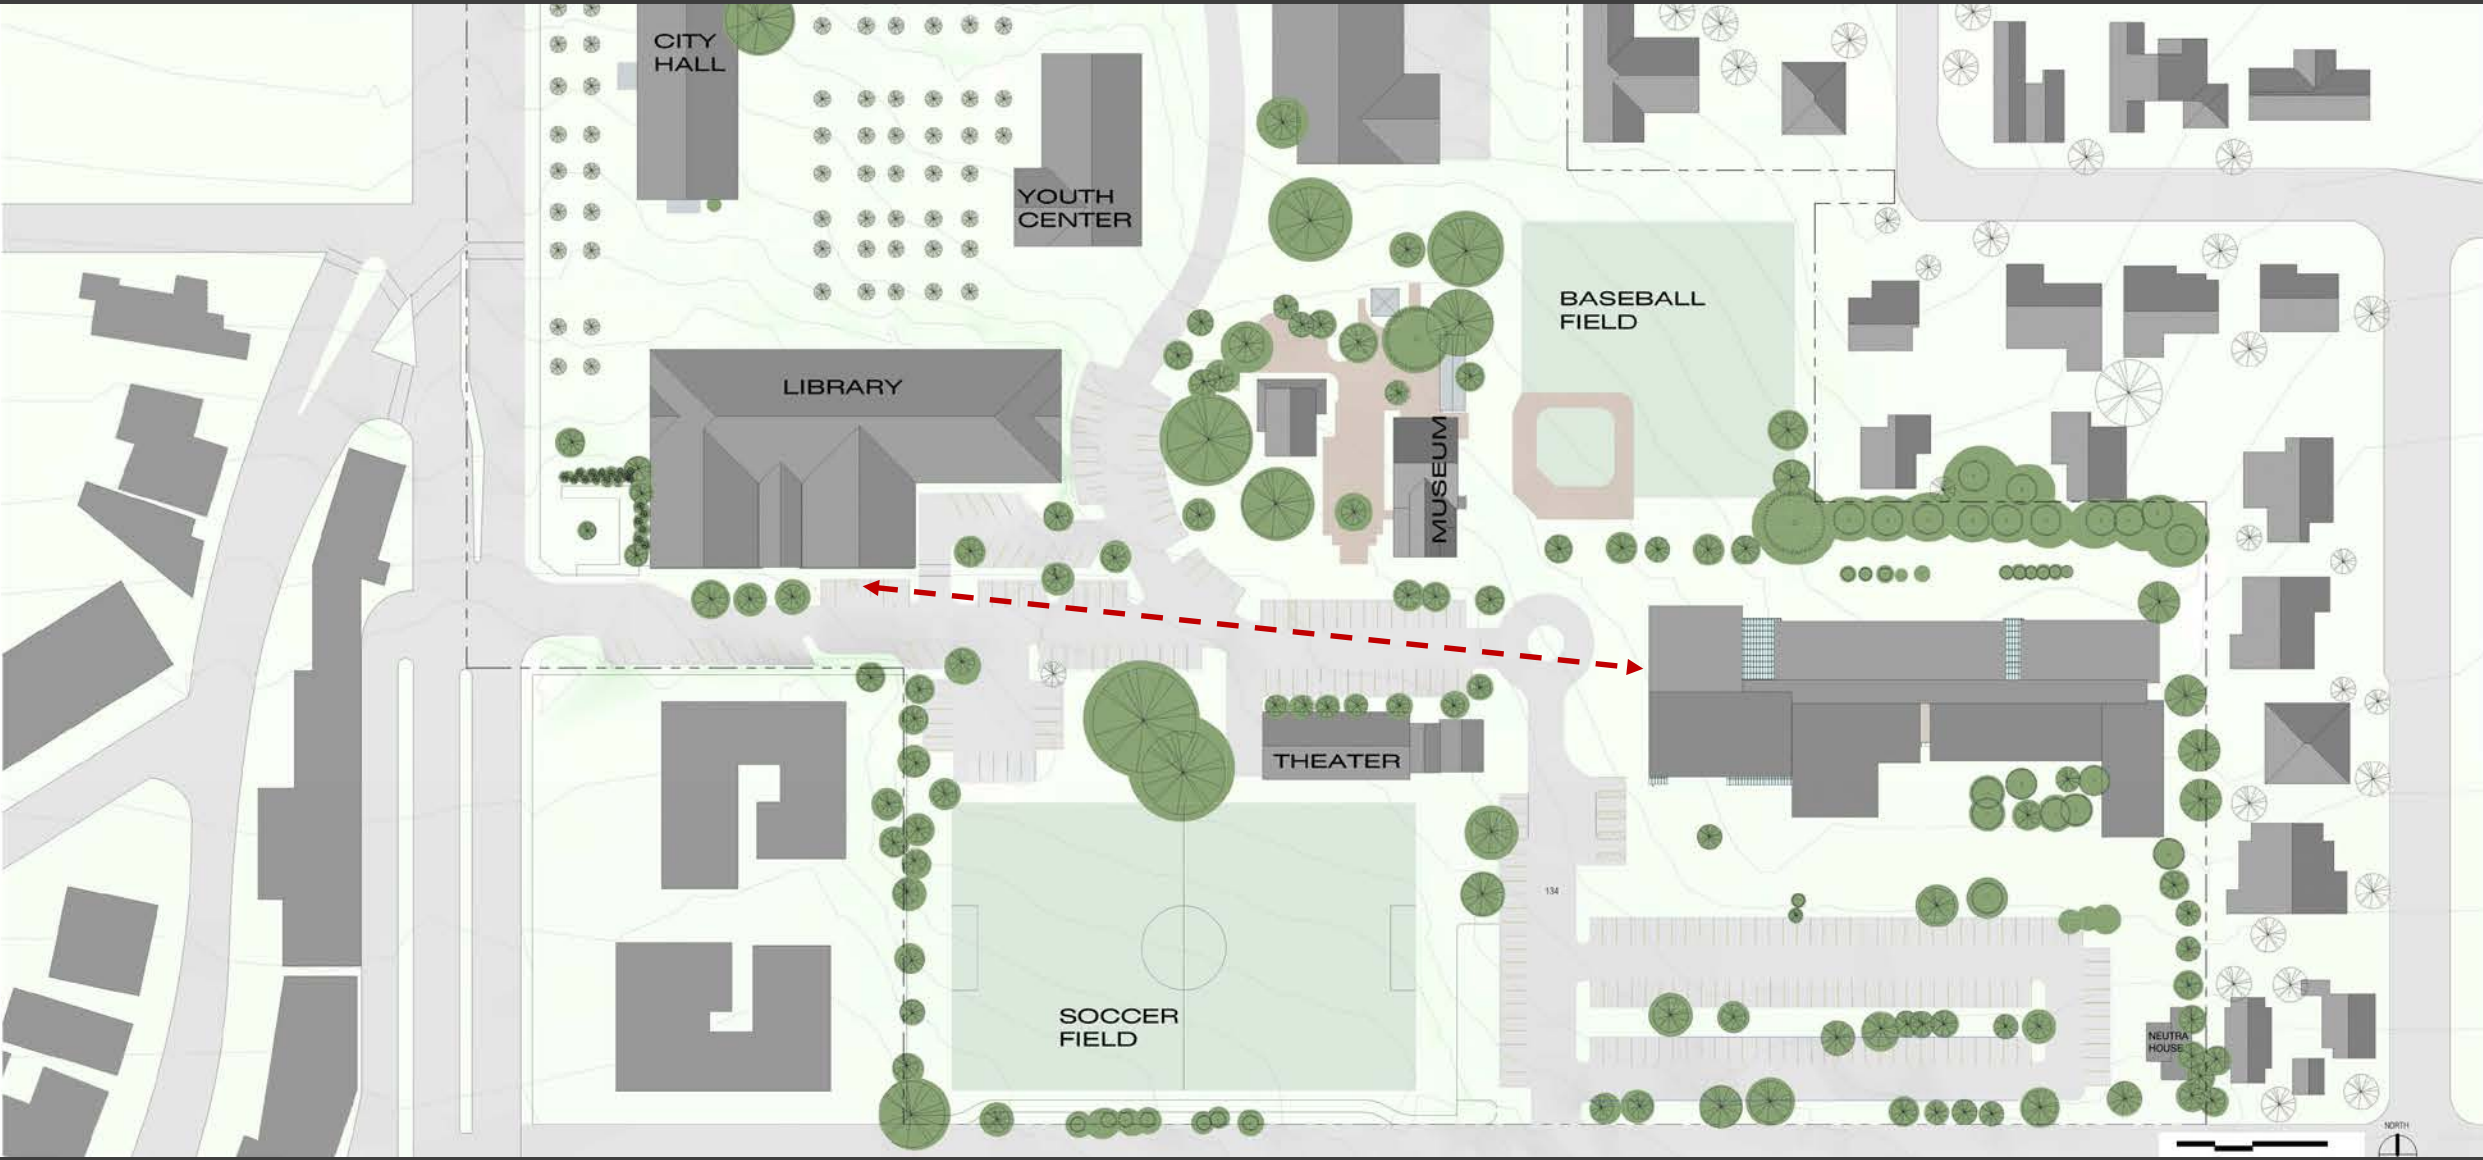 CITY
HALL
YOUTH
CENTER
BASEBALL
FIELD
LIBRARY
MUSEUM
THEATER
134
SOCCER
FIELD
NEUTRA
HOUSE
NORTH